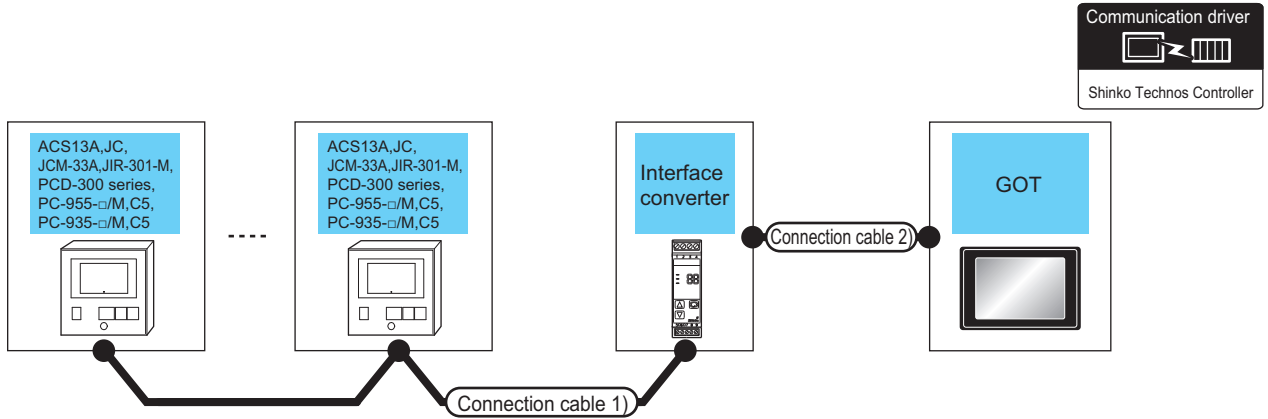 Communication driver
Shinko Technos Controller
ACS13A,JC,
JCM-33A,JIR-301-M,
PCD-300 series,
PC-955-□/M,C5,
PC-935-□/M,C5
ACS13A,JC,
JCM-33A,JIR-301-M,
PCD-300 series,
PC-955-□/M,C5,
PC-935-□/M,C5
Interface
converter
88
GOT
Connection cable 2)
Connection cable 1)